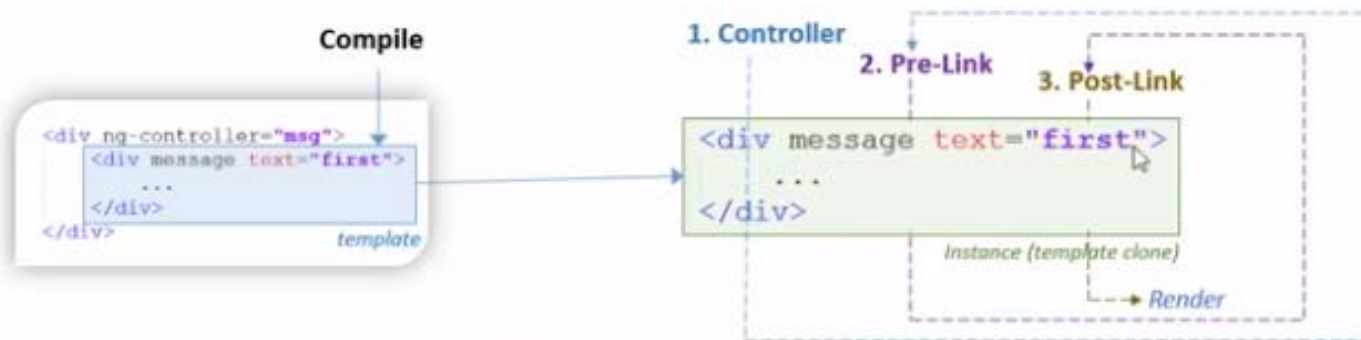 Compile
<div ng-controller="msg">
<div message text="first">
...
</div>
</div>
template
1. Controller
2. Pre-Link
3. Post-Link
<div message text="first">
...
</div>
Instance (template clone)
Render